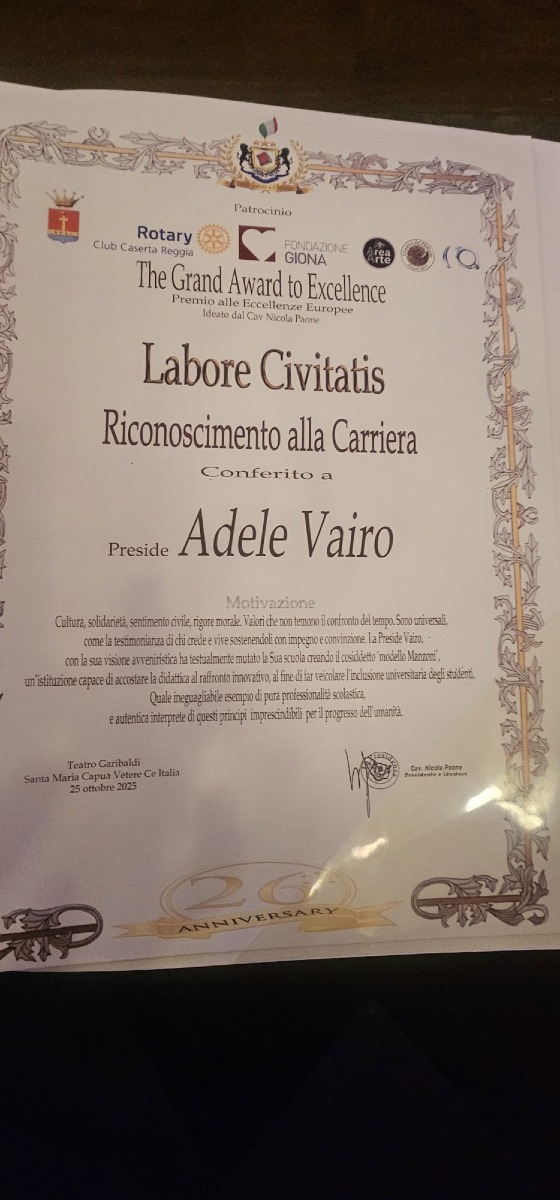 Patrocinio
Rotary
Club Caserta Reggia
FONDAZIONE
GIONA
Area
Arte
The Grand Award to Excellence
Premio alle Eccellenze Europee
Ideato dal Cav Nicola Paone
Labore Civitatis
Riconoscimento alla Carriera
Conferito a
Preside Adele Vairo
Motivazione
Cultura, solidarietà, sentimento civile, rigore morale. Valori che non temono il confronto del tempo. Sono universali,
come la testimonianza di chi crede e vive sostenendoli con impegno e convinzione. La Preside Vairo,
con la sua visione avveniristica ha testualmente mutato la Sua scuola creando il cosiddetto 'modello Manzoni',
un'istituzione capace di accostare la didattica al raffronto innovativo, al fine di far veicolare l'inclusione universitaria degli studenti.
Quale ineguagliabile esempio di pura professionalità scolastica,
e autentica interprete di questi principi imprescindibili per il progresso dell'umanità.
Teatro Garibaldi
Santa Maria Capua Vetere Ce Italia
25 ottobre 2025
Cav. Nicola Paone
Presidente e Ideatore
26
ANNIVERSARY